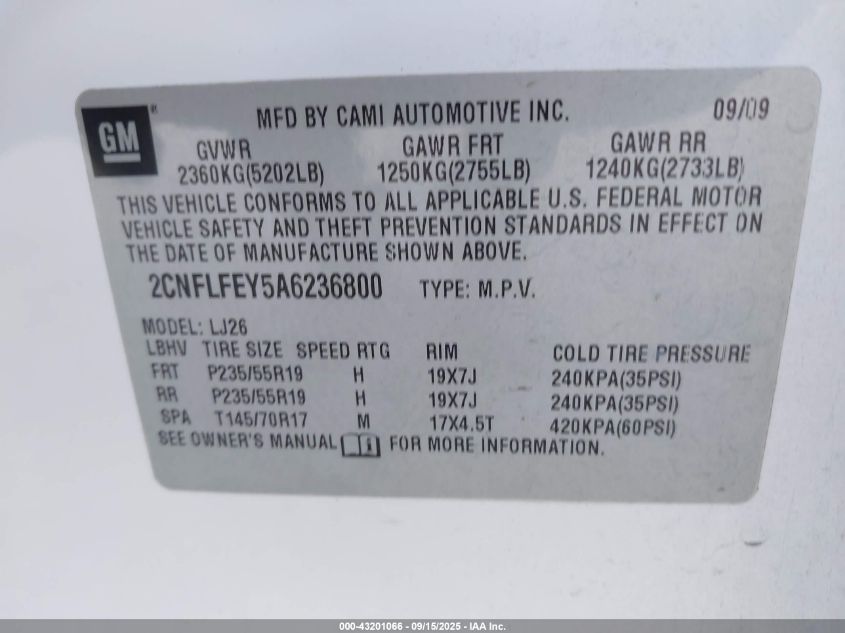 GM®
MFD BY CAMI AUTOMOTIVE INC. 09/09
GVWR GAWR FRT GAWR RR
2360KG(5202LB) 1250KG(2755LB) 1240KG(2733LB)
THIS VEHICLE CONFORMS TO ALL APPLICABLE U.S. FEDERAL MOTOR
VEHICLE SAFETY AND THEFT PREVENTION STANDARDS IN EFFECT ON
THE DATE OF MANUFACTURE SHOWN ABOVE.
2CNFLFEY5A6236800 TYPE: M.P.V.
MODEL: LJ26
LBHV TIRE SIZE SPEED RTG RIM COLD TIRE PRESSURE
FRT P235/55R19 H 19X7J 240KPA(35PSI)
RR P235/55R19 H 19X7J 240KPA(35PSI)
SPA T145/70R17 M 17X4.5T 420KPA(60PSI)
SEE OWNER'S MANUAL FOR MORE INFORMATION.
000-43201066 - 09/15/2025 - IAA Inc.